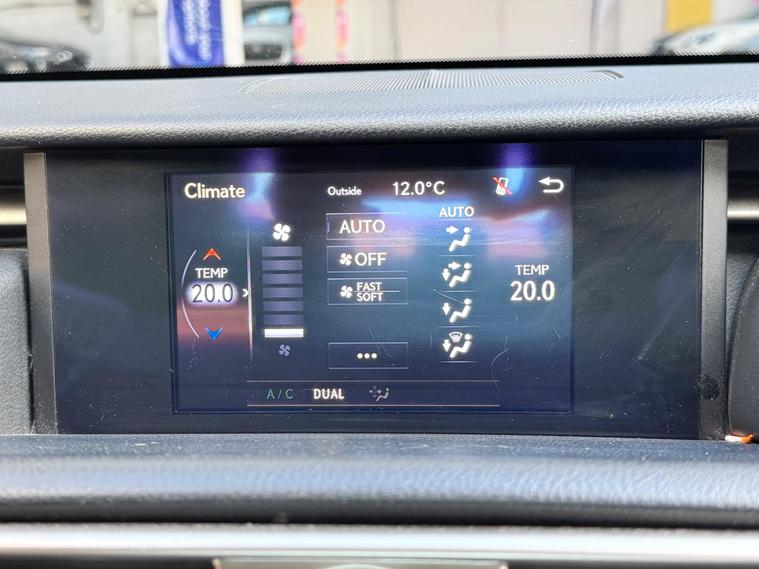 Climate
Outside 12.0°C
AUTO
AUTO
OFF
TEMP
20.0
FAST
SOFT
TEMP
20.0
•••
A/C DUAL